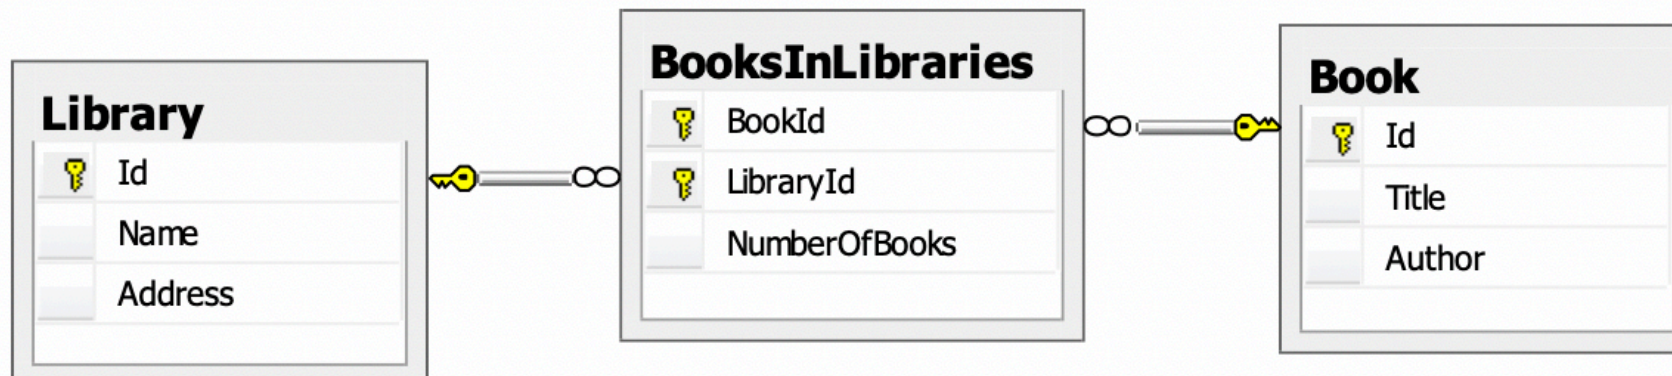 Library
Id
Name
Address
BooksInLibraries
BookId
LibraryId
NumberOfBooks
Book
Id
Title
Author